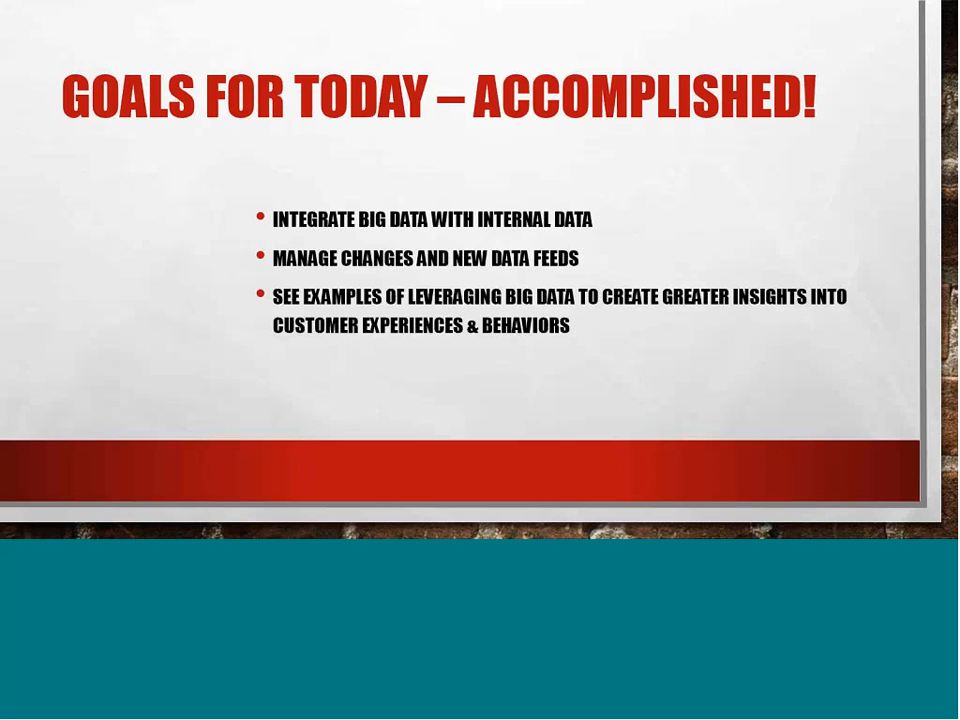 GOALS FOR TODAY – ACCOMPLISHED!
• INTEGRATE BIG DATA WITH INTERNAL DATA
• MANAGE CHANGES AND NEW DATA FEEDS
• SEE EXAMPLES OF LEVERAGING BIG DATA TO CREATE GREATER INSIGHTS INTO
CUSTOMER EXPERIENCES & BEHAVIORS